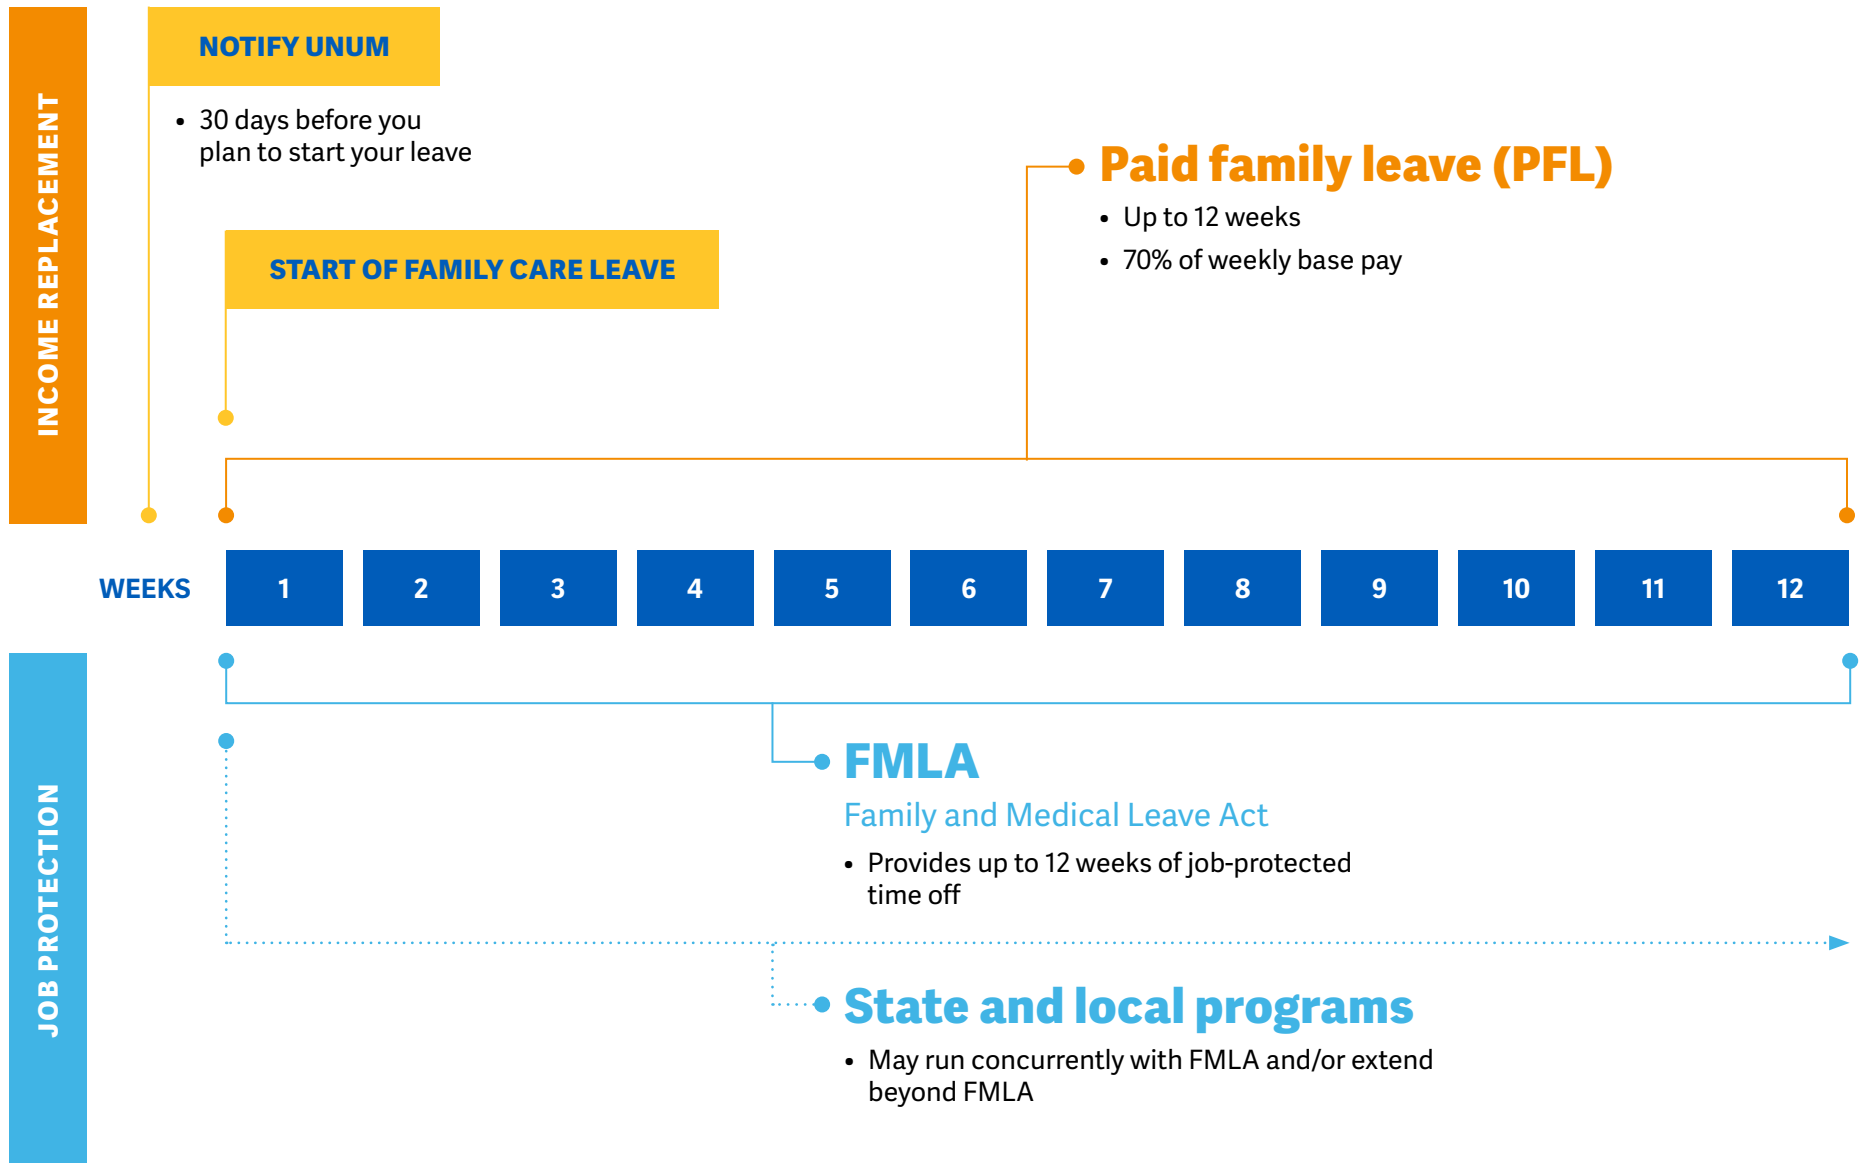 INCOME REPLACEMENT
NOTIFY UNUM
• 30 days before you
plan to start your leave
START OF FAMILY CARE LEAVE
Paid family leave (PFL)
• Up to 12 weeks
• 70% of weekly base pay
WEEKS 1 2 3 4 5 6 7 8 9 10 11 12
JOB PROTECTION
FMLA
Family and Medical Leave Act
• Provides up to 12 weeks of job-protected
time off
State and local programs
• May run concurrently with FMLA and/or extend
beyond FMLA